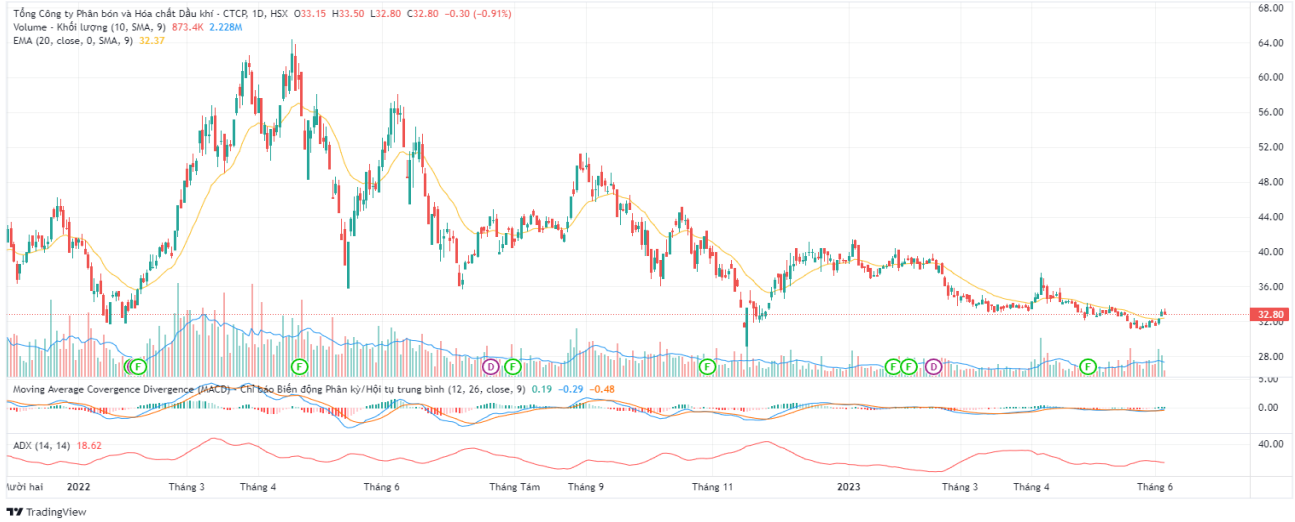 Tổng Công ty Phân bón và Hóa chất Dầu khí - CTCP, 1D, HSX O33.15 H33.50 L32.80 C32.80 -0.30 (-0.91%)
Volume - Khối lượng (10, SMA, 9) 873.4K 2.228M
EMA (20, close, 0, SMA, 9) 32.37
68.00
64.00
60.00
56.00
52.00
48.00
44.00
40.00
36.00
32.80
32.00
28.00
F F D F F F F D F
Moving Average Covergence Divergence (MACD) - Chỉ báo Biến động Phân kỳ/Hội tụ trung bình (12, 26, close, 9) 0.19 -0.29 -0.48
5.00
0.00
ADX (14, 14) 18.62
40.00
hai 2022 Tháng 3 Tháng 4 Tháng 6 Tháng Tám Tháng 9 Tháng 11 2023 Tháng 3 Tháng 4 Tháng 6
TradingView